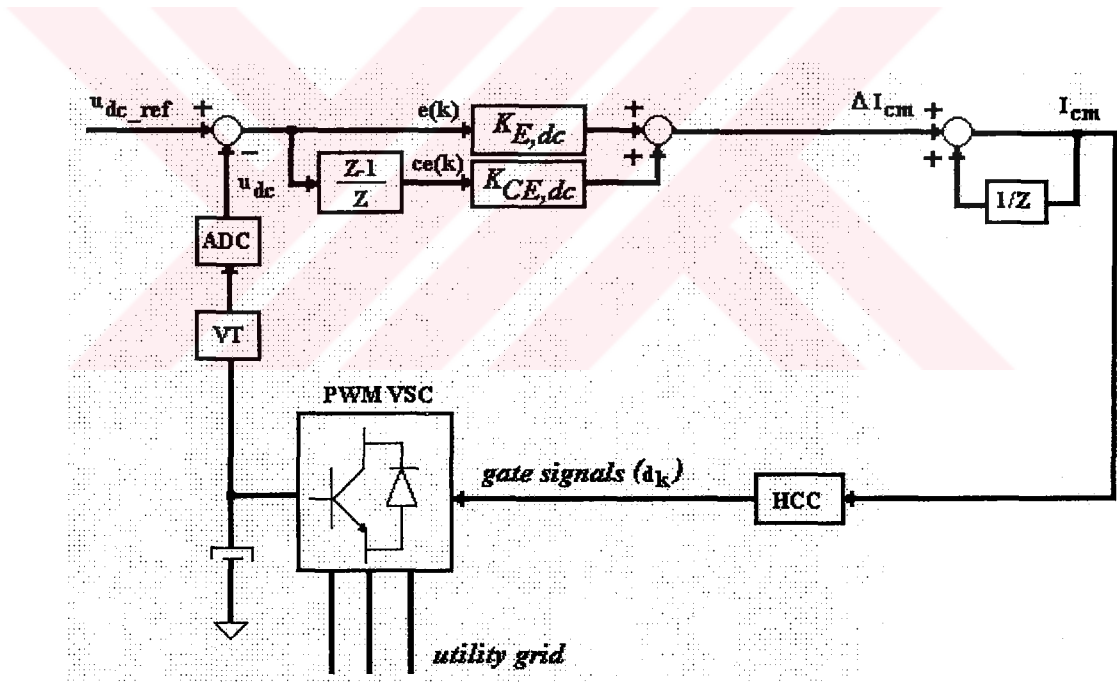 u_dc_ref
+
e(k)
K_E,dc
+
ΔI_cm
+
I_cm
−
u_dc
Z-1
Z
ce(k)
K_CE,dc
+
+
1/Z
ADC
VT
PWM VSC
gate signals (d_k)
HCC
utility grid